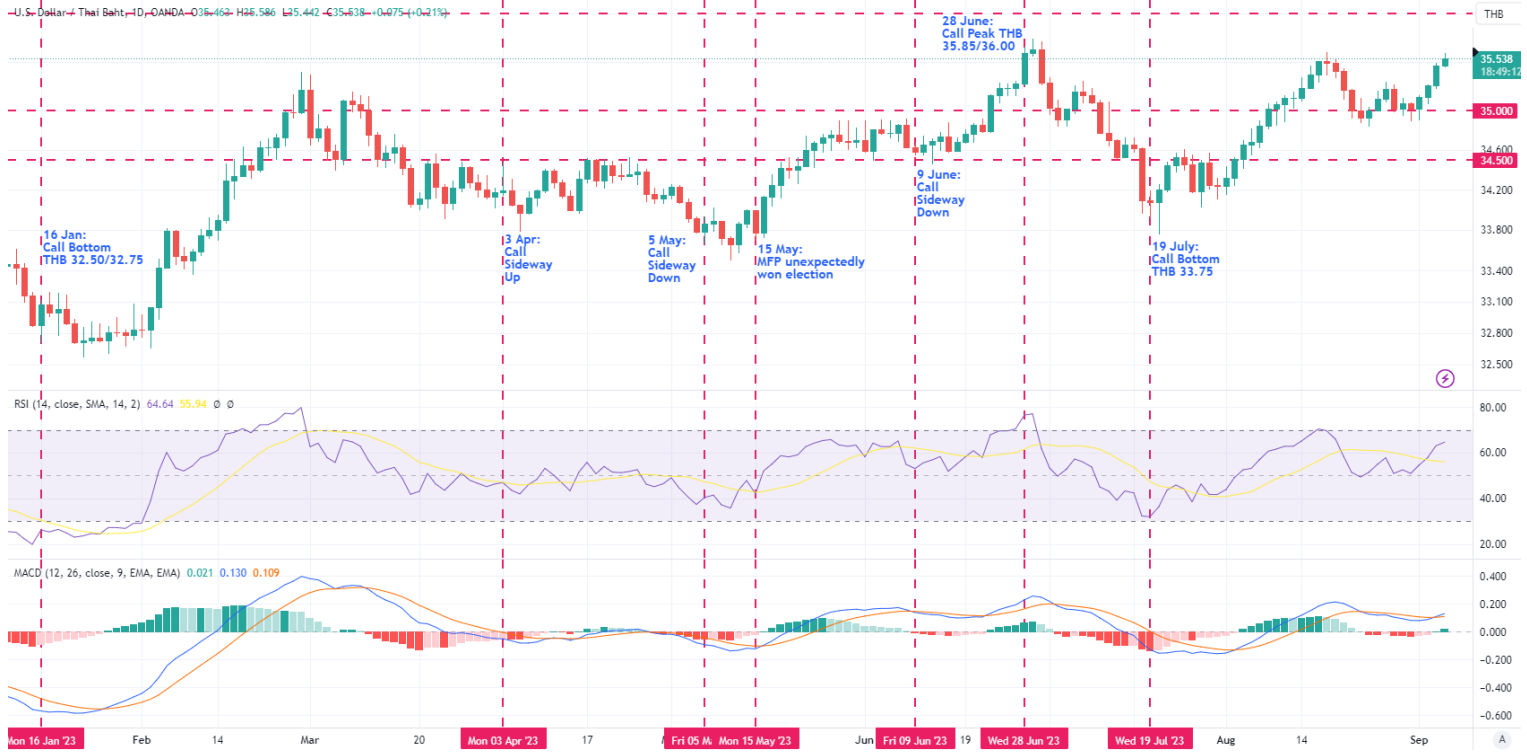 U.S. Dollar / Thai Baht, 1D, OANDA O35.463 H35.586 L35.442 C35.538 +0.075 (+0.21%)
THB
28 June:
Call Peak THB
35.85/36.00
35.538
18:49:12
35.000
34.600
34.500
34.200
33.800
33.400
33.100
32.800
32.500
16 Jan:
Call Bottom
THB 32.50/32.75
3 Apr:
Call
Sideway
Up
5 May:
Call
Sideway
Down
15 May:
MFP unexpectedly
won election
9 June:
Call
Sideway
Down
19 July:
Call Bottom
THB 33.75
RSI (14, close, SMA, 14, 2) 64.64 55.94 Ø Ø
80.00
60.00
40.00
20.00
MACD (12, 26, close, 9, EMA, EMA) 0.021 0.130 0.109
0.400
0.200
0.000
−0.200
−0.400
−0.600
Mon 16 Jan '23 Feb 14 Mar 20 Mon 03 Apr '23 17 Fri 05 Mon 15 May '23 Jun Fri 09 Jun '23 19 Wed 28 Jun '23 Wed 19 Jul '23 Aug 14 Sep A